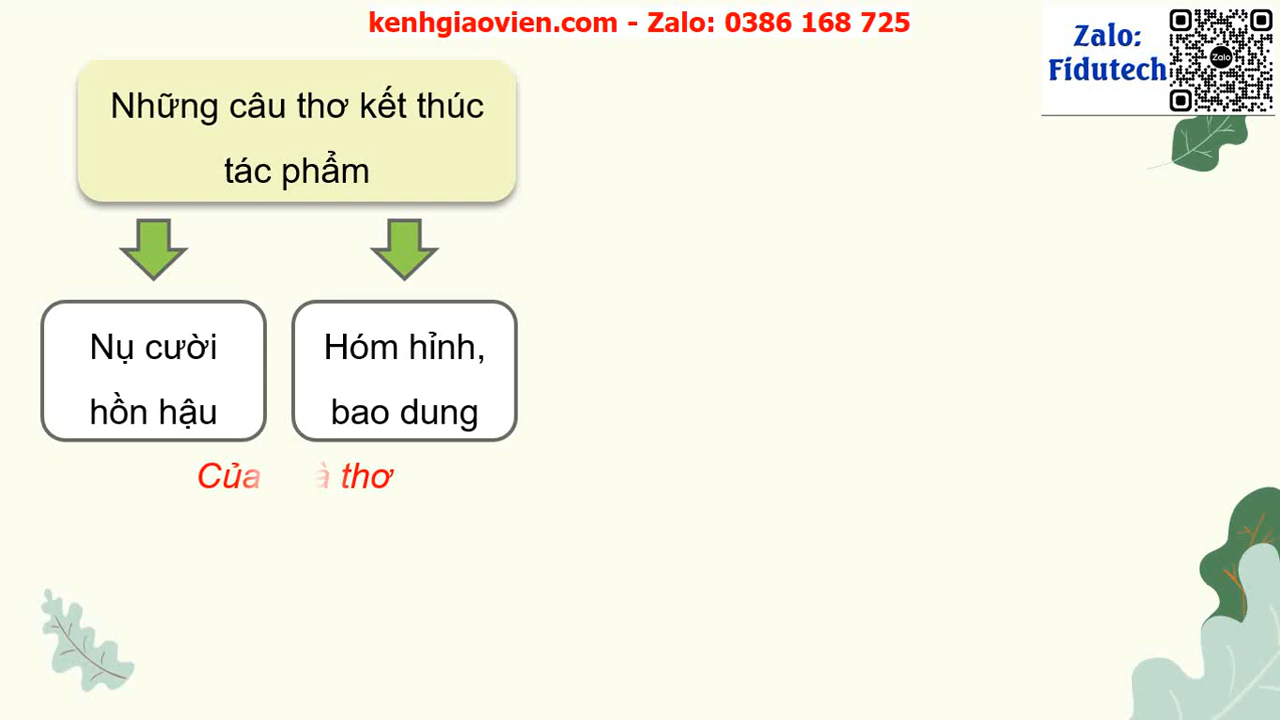 kenhgiaovien.com - Zalo: 0386 168 725
Zalo:
Fidutech
Zalo
Những câu thơ kết thúc
tác phẩm
Nụ cười
hồn hậu
Hóm hỉnh,
bao dung
Của thơ